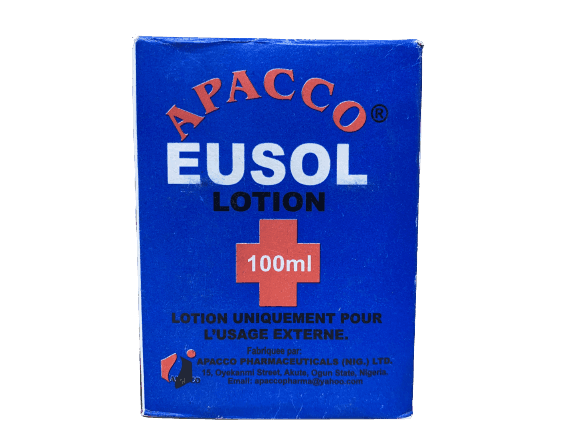 APACCO®
EUSOL
LOTION
100ml
LOTION UNIQUEMENT POUR
L'USAGE EXTERNE.
Fabriques par:
APACCO PHARMACEUTICALS (NIG.) LTD.
15, Oyekanmi Street, Akute, Ogun State, Nigeria.
Email: apaccopharma@yahoo.com